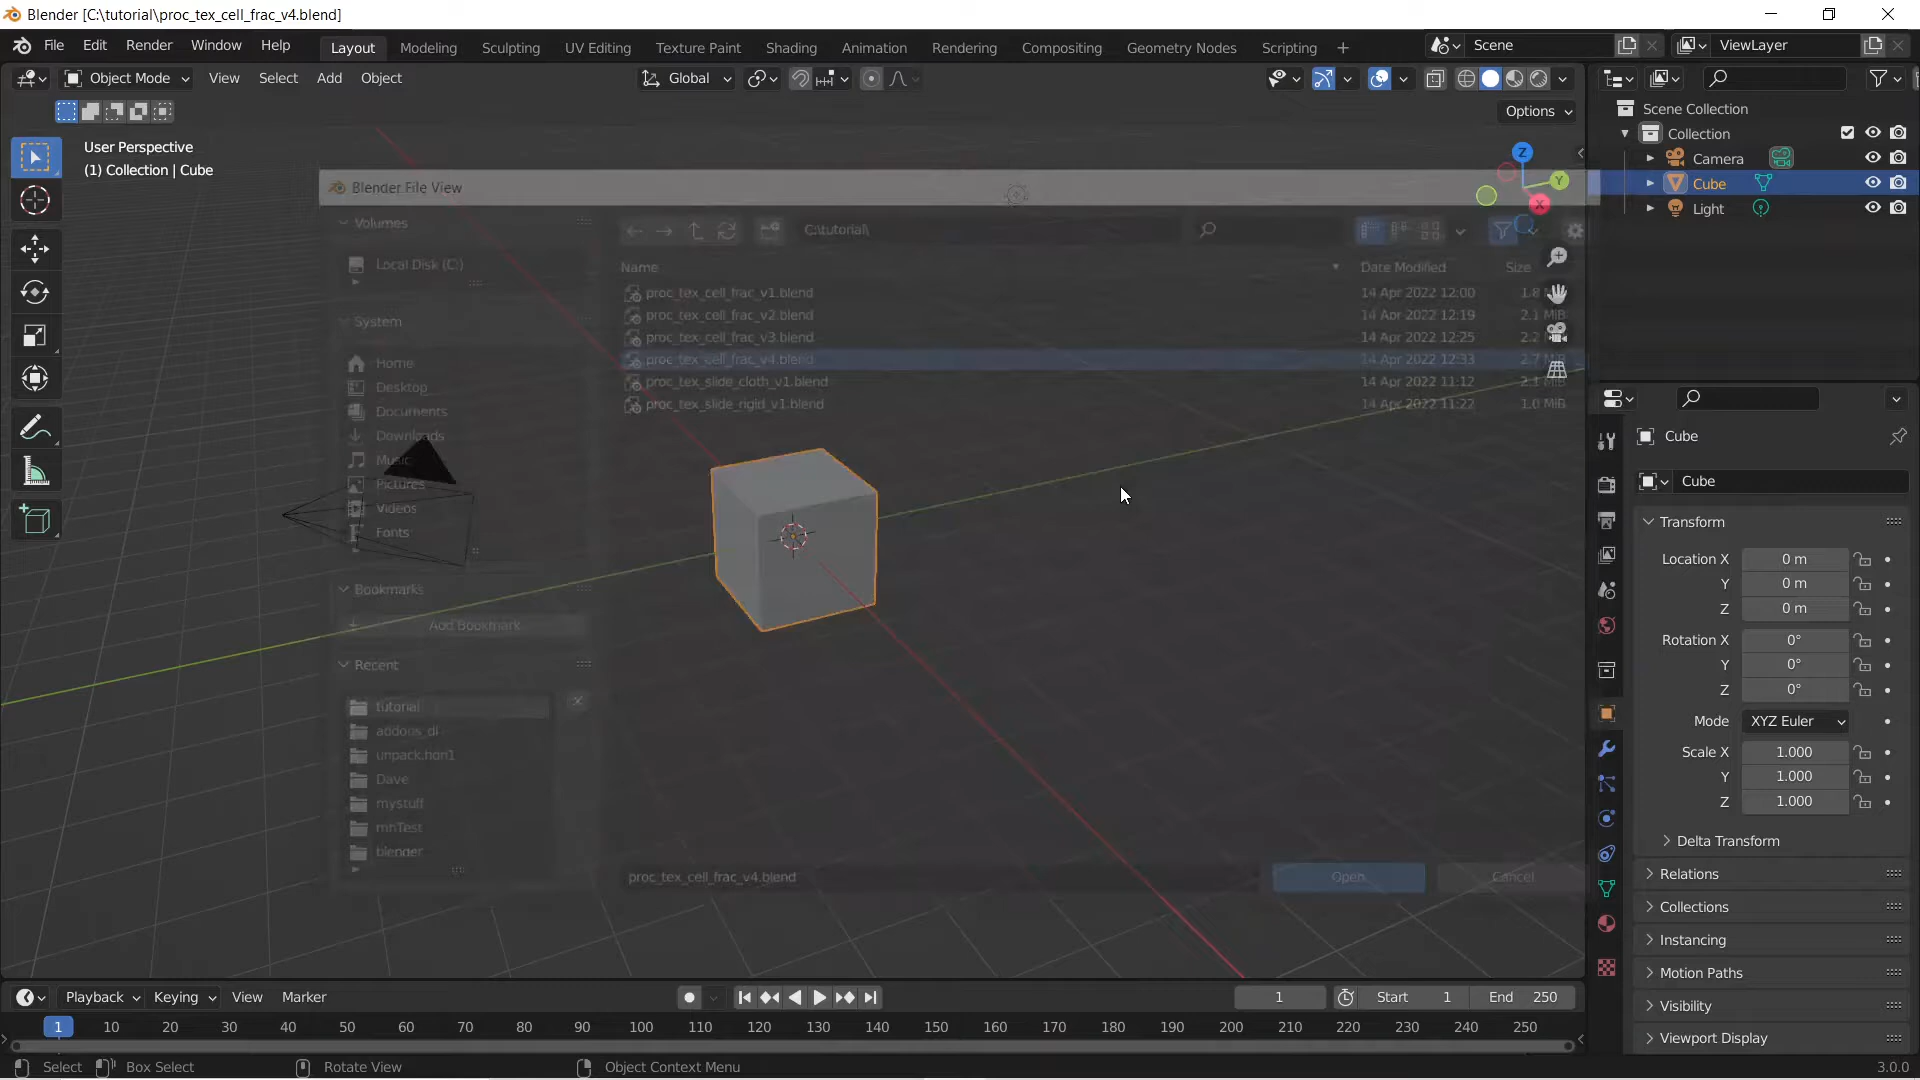 Blender [C:\tutorial\proc_tex_cell_frac_v4.blend]
File Edit Render Window Help Layout Modeling Sculpting UV Editing Texture Paint Shading Animation Rendering Compositing Geometry Nodes Scripting Scene ViewLayer
Object Mode View Select Add Object Global
Options
User Perspective
(1) Collection | Cube
Z
Y
X
Scene Collection
Collection
Camera
Cube
Light
Blender File View
Volumes
Local Disk (C:)
System
Home
Desktop
Documents
Downloads
Music
Pictures
Videos
Fonts
Bookmarks
Add Bookmark
Recent
tutorial
addons_dl
unpack.hon1
Dave
mystuff
mhTest
blender
C:\tutorial\
Name Date Modified Size
proc_tex_cell_frac_v1.blend 14 Apr 2022 12:00
proc_tex_cell_frac_v2.blend 14 Apr 2022 12:19
proc_tex_cell_frac_v3.blend 14 Apr 2022 12:25
proc_tex_cell_frac_v4.blend 14 Apr 2022 12:33
proc_tex_slide_cloth_v1.blend 14 Apr 2022 11:12 2.1 MiB
proc_tex_slide_rigid_v1.blend 14 Apr 2022 11:22 1.0 MiB
proc_tex_cell_frac_v4.blend Open Cancel
Cube
Cube
Transform
Location X 0 m
Y 0 m
Z 0 m
Rotation X 0°
Y 0°
Z 0°
Mode XYZ Euler
Scale X 1.000
Y 1.000
Z 1.000
Delta Transform
Relations
Collections
Instancing
Motion Paths
Visibility
Viewport Display
Playback Keying View Marker 1 Start 1 End 250
1 10 20 30 40 50 60 70 80 90 100 110 120 130 140 150 160 170 180 190 200 210 220 230 240 250
Select Box Select Rotate View Object Context Menu 3.0.0